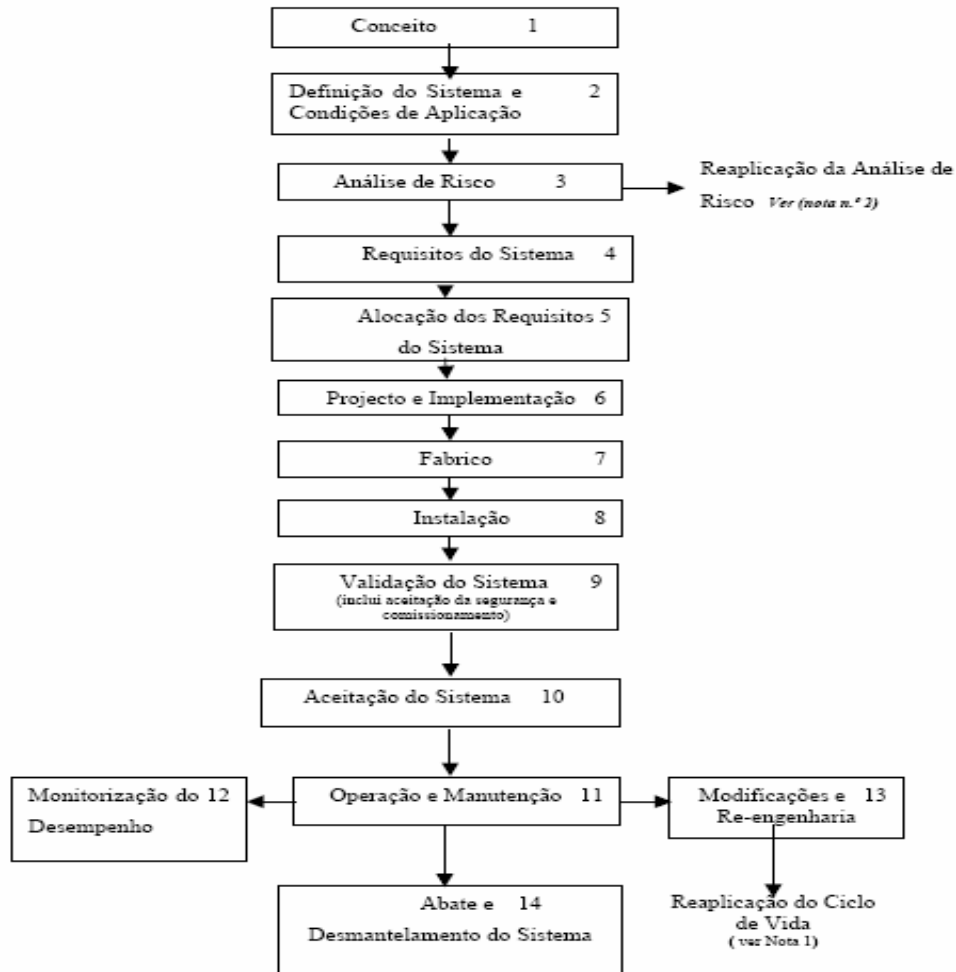 Conceito 1
Definição do Sistema e 2
Condições de Aplicação
Análise de Risco 3
Reaplicação da Análise de
Risco Ver (nota n.º 2)
Requisitos do Sistema 4
Alocação dos Requisitos 5
do Sistema
Projecto e Implementação 6
Fabrico 7
Instalação 8
Validação do Sistema 9
(inclui aceitação da segurança e
comissionamento)
Aceitação do Sistema 10
Monitorização do 12
Desempenho
Operação e Manutenção 11
Modificações e 13
Re-engenharia
Abate e 14
Desmantelamento do Sistema
Reaplicação do Ciclo
de Vida
( ver Nota 1)